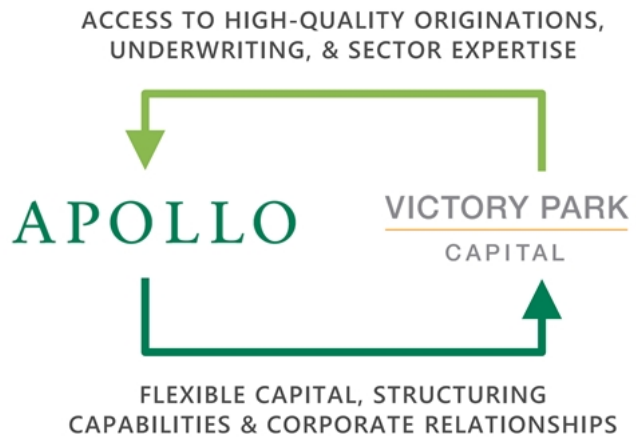 ACCESS TO HIGH-QUALITY ORIGINATIONS,
UNDERWRITING, & SECTOR EXPERTISE
APOLLO
VICTORY PARK
CAPITAL
FLEXIBLE CAPITAL, STRUCTURING
CAPABILITIES & CORPORATE RELATIONSHIPS